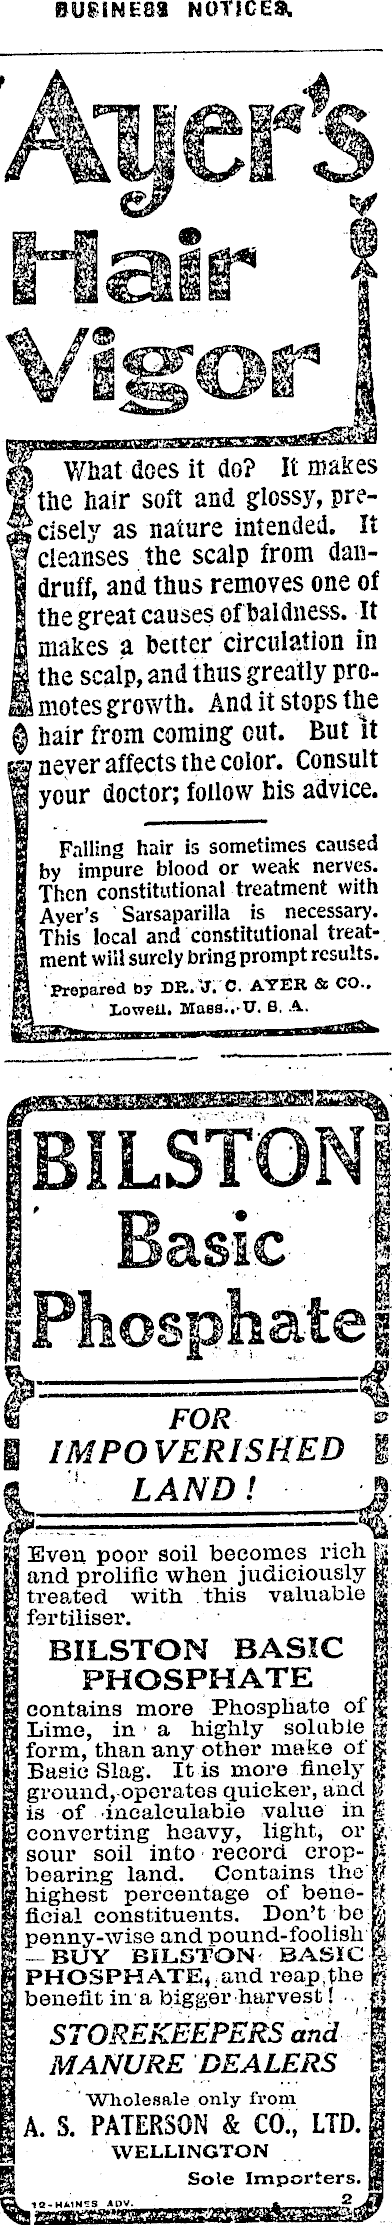 BUSINESS NOTICES.
Ayer's
Hair
Vigor
What does it do? It makes
the hair soft and glossy, pre-
cisely as nature intended. It
cleanses the scalp from dan-
druff, and thus removes one of
the great causes of baldness. It
makes a better circulation in
the scalp, and thus greatly pro-
motes growth. And it stops the
hair from coming out. But it
never affects the color. Consult
your doctor; follow his advice.
Falling hair is sometimes caused
by impure blood or weak nerves.
Then constitutional treatment with
Ayer's Sarsaparilla is necessary.
This local and constitutional treat-
ment will surely bring prompt results.
Prepared by DR. J. C. AYER & CO.,
Lowell, Mass., U. S. A.
BILSTON
Basic
Phosphate
FOR
IMPOVERISHED
LAND!
Even poor soil becomes rich
and prolific when judiciously
treated with this valuable
fertiliser.
BILSTON BASIC
PHOSPHATE
contains more Phosphate of
Lime, in a highly soluble
form, than any other make of
Basic Slag. It is more finely
ground, operates quicker, and
is of incalculable value in
converting heavy, light, or
sour soil into record crop-
bearing land. Contains the
highest percentage of bene-
ficial constituents. Don't be
penny-wise and pound-foolish
—BUY BILSTON BASIC
PHOSPHATE, and reap the
benefit in a bigger harvest!
STOREKEEPERS and
MANURE DEALERS
Wholesale only from
A. S. PATERSON & CO., LTD.
WELLINGTON
Sole Importers.
12-HAINES ADV. 2